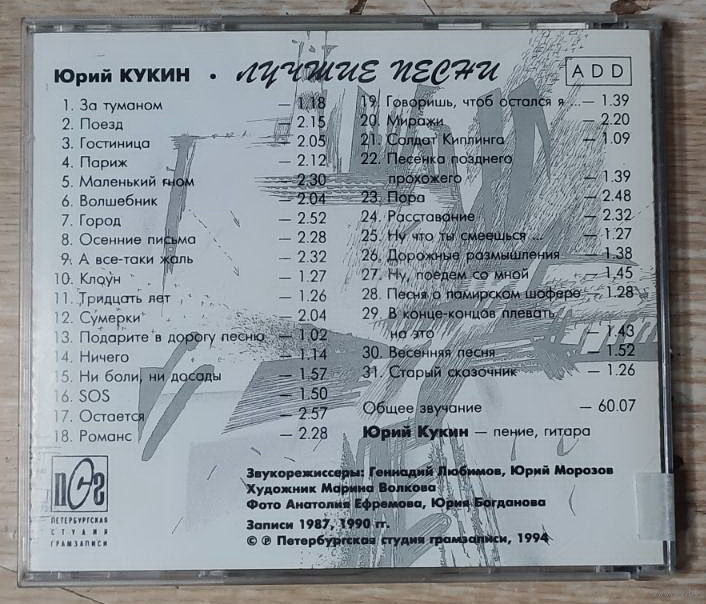 Юрий КУКИН • ЛУЧШИЕ ПЕСНИ ADD
1. За туманом – 1.18
2. Поезд – 2.15
3. Гостиница – 2.05
4. Париж – 2.12
5. Маленький гном – 2.30
6. Волшебник – 2.04
7. Город – 2.52
8. Осенние письма – 2.28
9. А все-таки жаль – 2.32
10. Клоун – 1.27
11. Тридцать лет – 1.26
12. Сумерки – 2.04
13. Подарите в дорогу песню – 1.02
14. Ничего – 1.14
15. Ни боли, ни досады – 1.57
16. SOS – 1.50
17. Остается – 2.57
18. Романс – 2.28
19. Говоришь, чтоб остался я ... – 1.39
20. Миражи – 2.20
21. Солдат Киплинга – 1.09
22. Песенка позднего
прохожего – 1.39
23. Пора – 2.48
24. Расставание – 2.32
25. Ну что ты смеешься ... – 1.27
26. Дорожные размышления – 1.38
27. Ну, поедем со мной – 1.45
28. Песня о памирском шофере – 1.28
29. В конце-концов плевать
на это – 1.43
30. Весенняя песня – 1.52
31. Старый сказочник – 1.26
Общее звучание – 60.07
Юрий Кукин – пение, гитара
ПСГ
ПЕТЕРБУРГСКАЯ
СТУДИЯ
ГРАМЗАПИСИ
Звукорежиссеры: Геннадий Любимов, Юрий Морозов
Художник Марина Волкова
Фото Анатолия Ефремова, Юрия Богданова
Записи 1987, 1990 гг.
© ℗ Петербургская студия грамзаписи, 1994